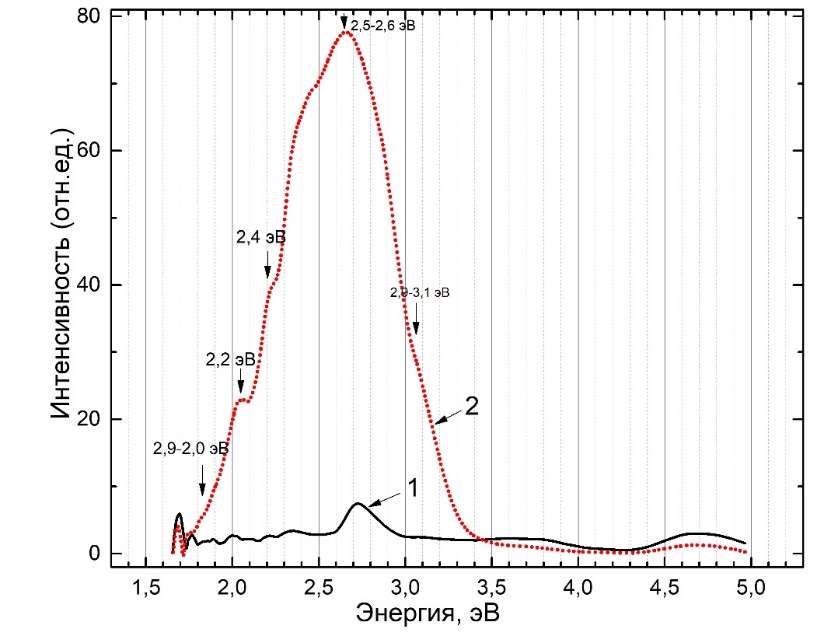 80
2,5-2,6 эВ
60
2,4 эВ
40
2,9-3,1 эВ
2,2 эВ
2
20
2,9-2,0 эВ
1
0
1,5 2,0 2,5 3,0 3,5 4,0 4,5 5,0
Энергия, эВ
Интенсивность (отн.ед.)